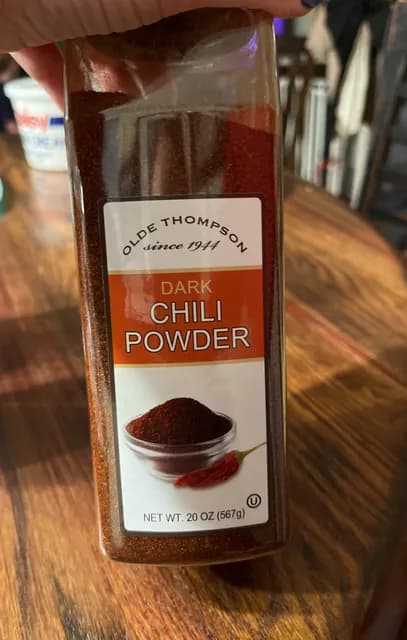 OLDE THOMPSON
since 1944
DARK
CHILI
POWDER
NET WT. 20 OZ (567g)
U